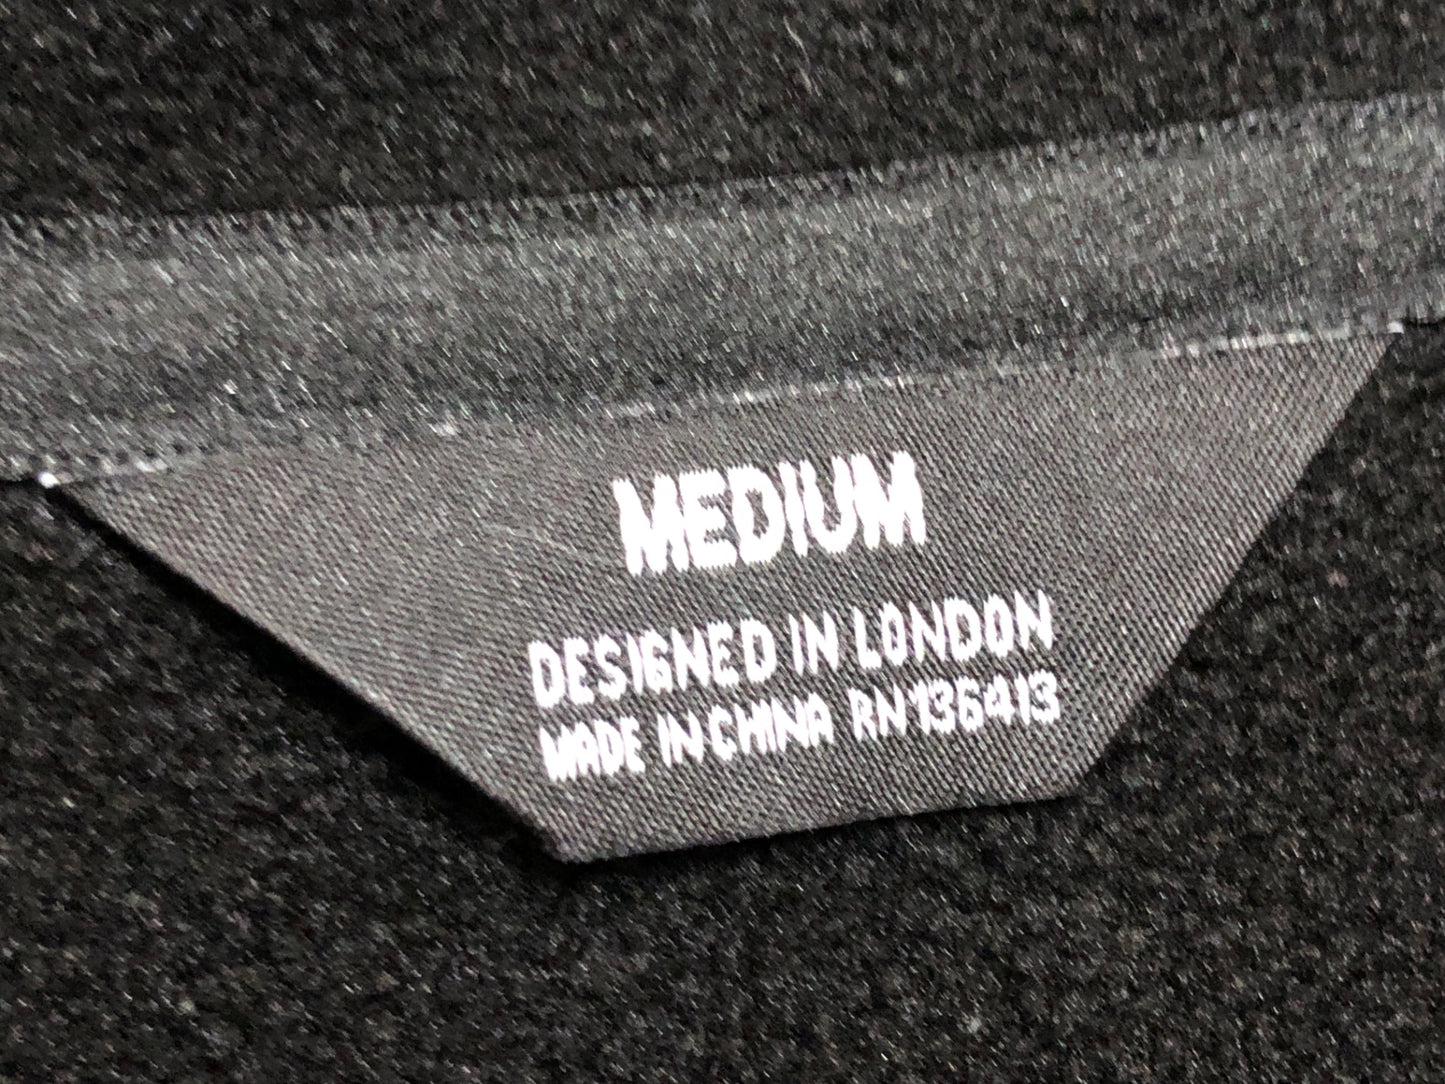 MEDIUM
DESIGNED IN LONDON
MADE IN CHINA RN136413